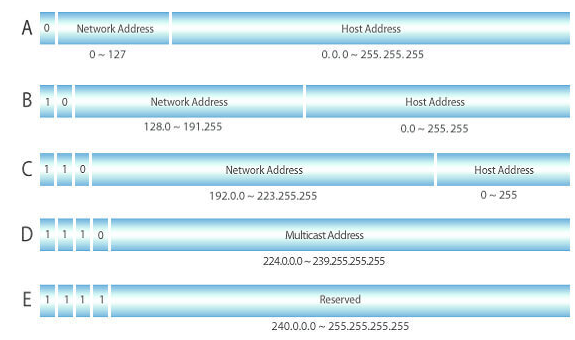 A 0 Network Address Host Address
0 ~ 127 0.0.0 ~ 255.255.255
B 1 0 Network Address Host Address
128.0 ~ 191.255 0.0 ~ 255.255
C 1 1 0 Network Address Host Address
192.0.0 ~ 223.255.255 0 ~ 255
D 1 1 1 0 Multicast Address
224.0.0.0 ~ 239.255.255.255
E 1 1 1 1 Reserved
240.0.0.0 ~ 255.255.255.255